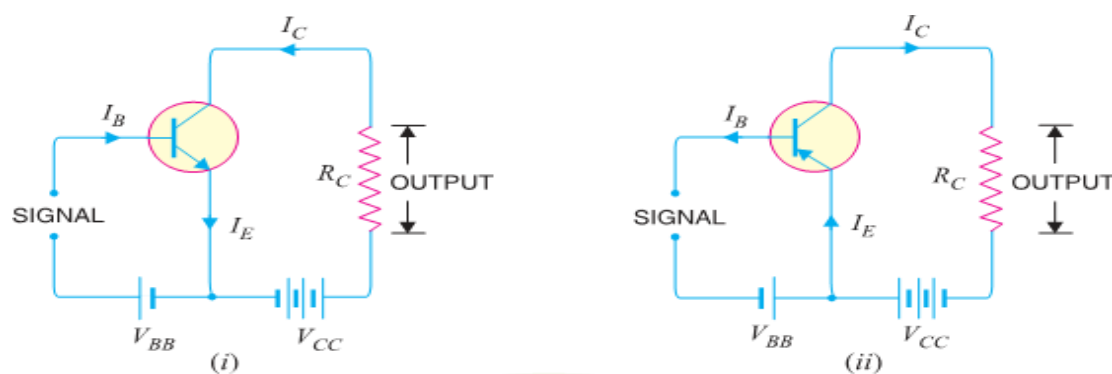 I_C
I_B
R_C
OUTPUT
SIGNAL
I_E
V_BB
V_CC
(i)
I_C
I_B
R_C
OUTPUT
SIGNAL
I_E
V_BB
V_CC
(ii)